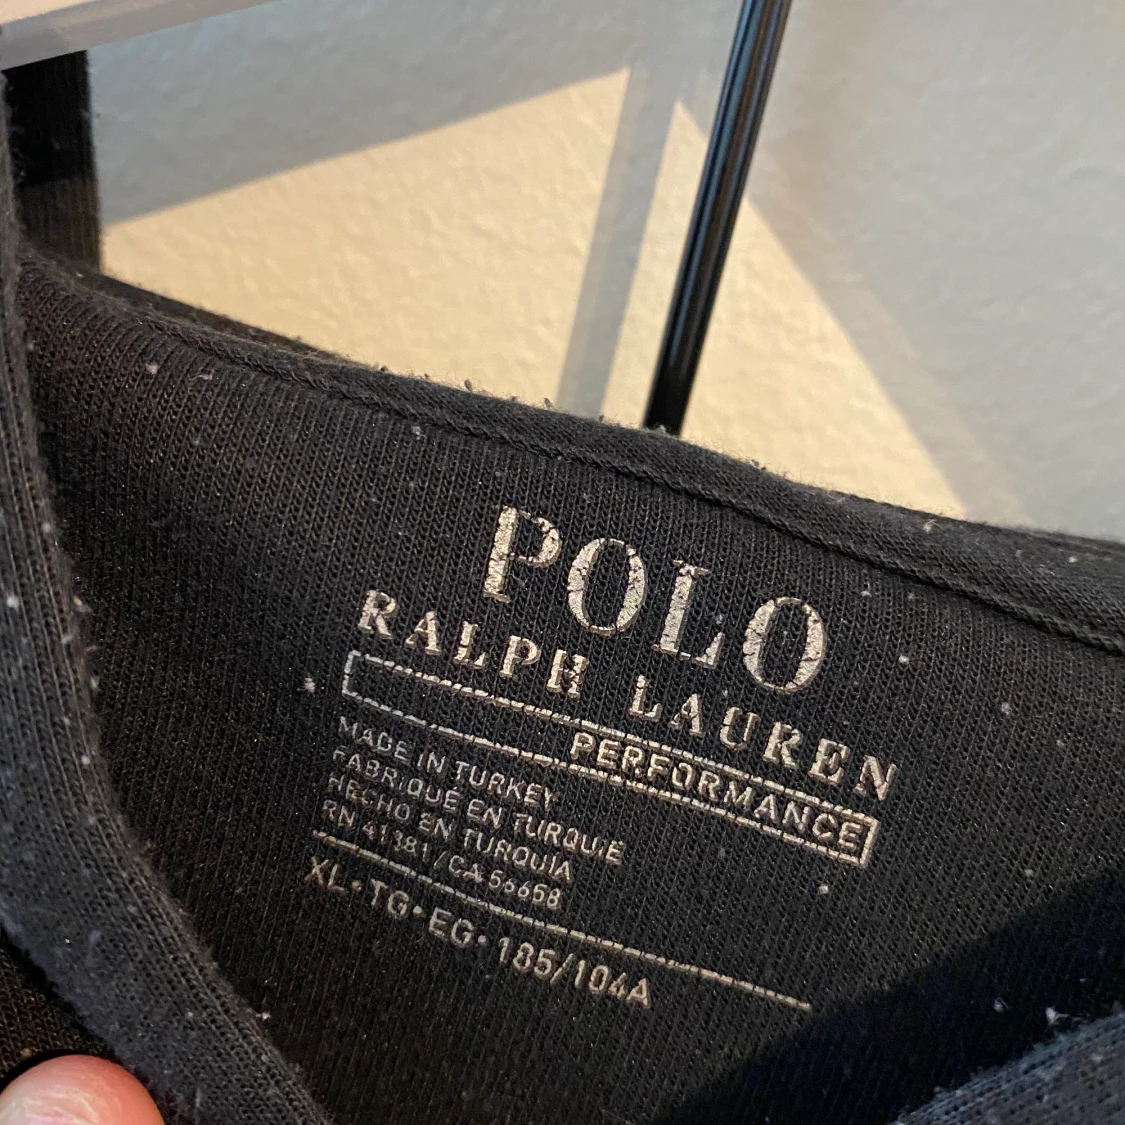 POLO
RALPH LAUREN
PERFORMANCE
MADE IN TURKEY
FABRIQUÉ EN TURQUIE
HECHO EN TURQUIA
RN 41381/CA 56658
XL•TG•EG•185/104A